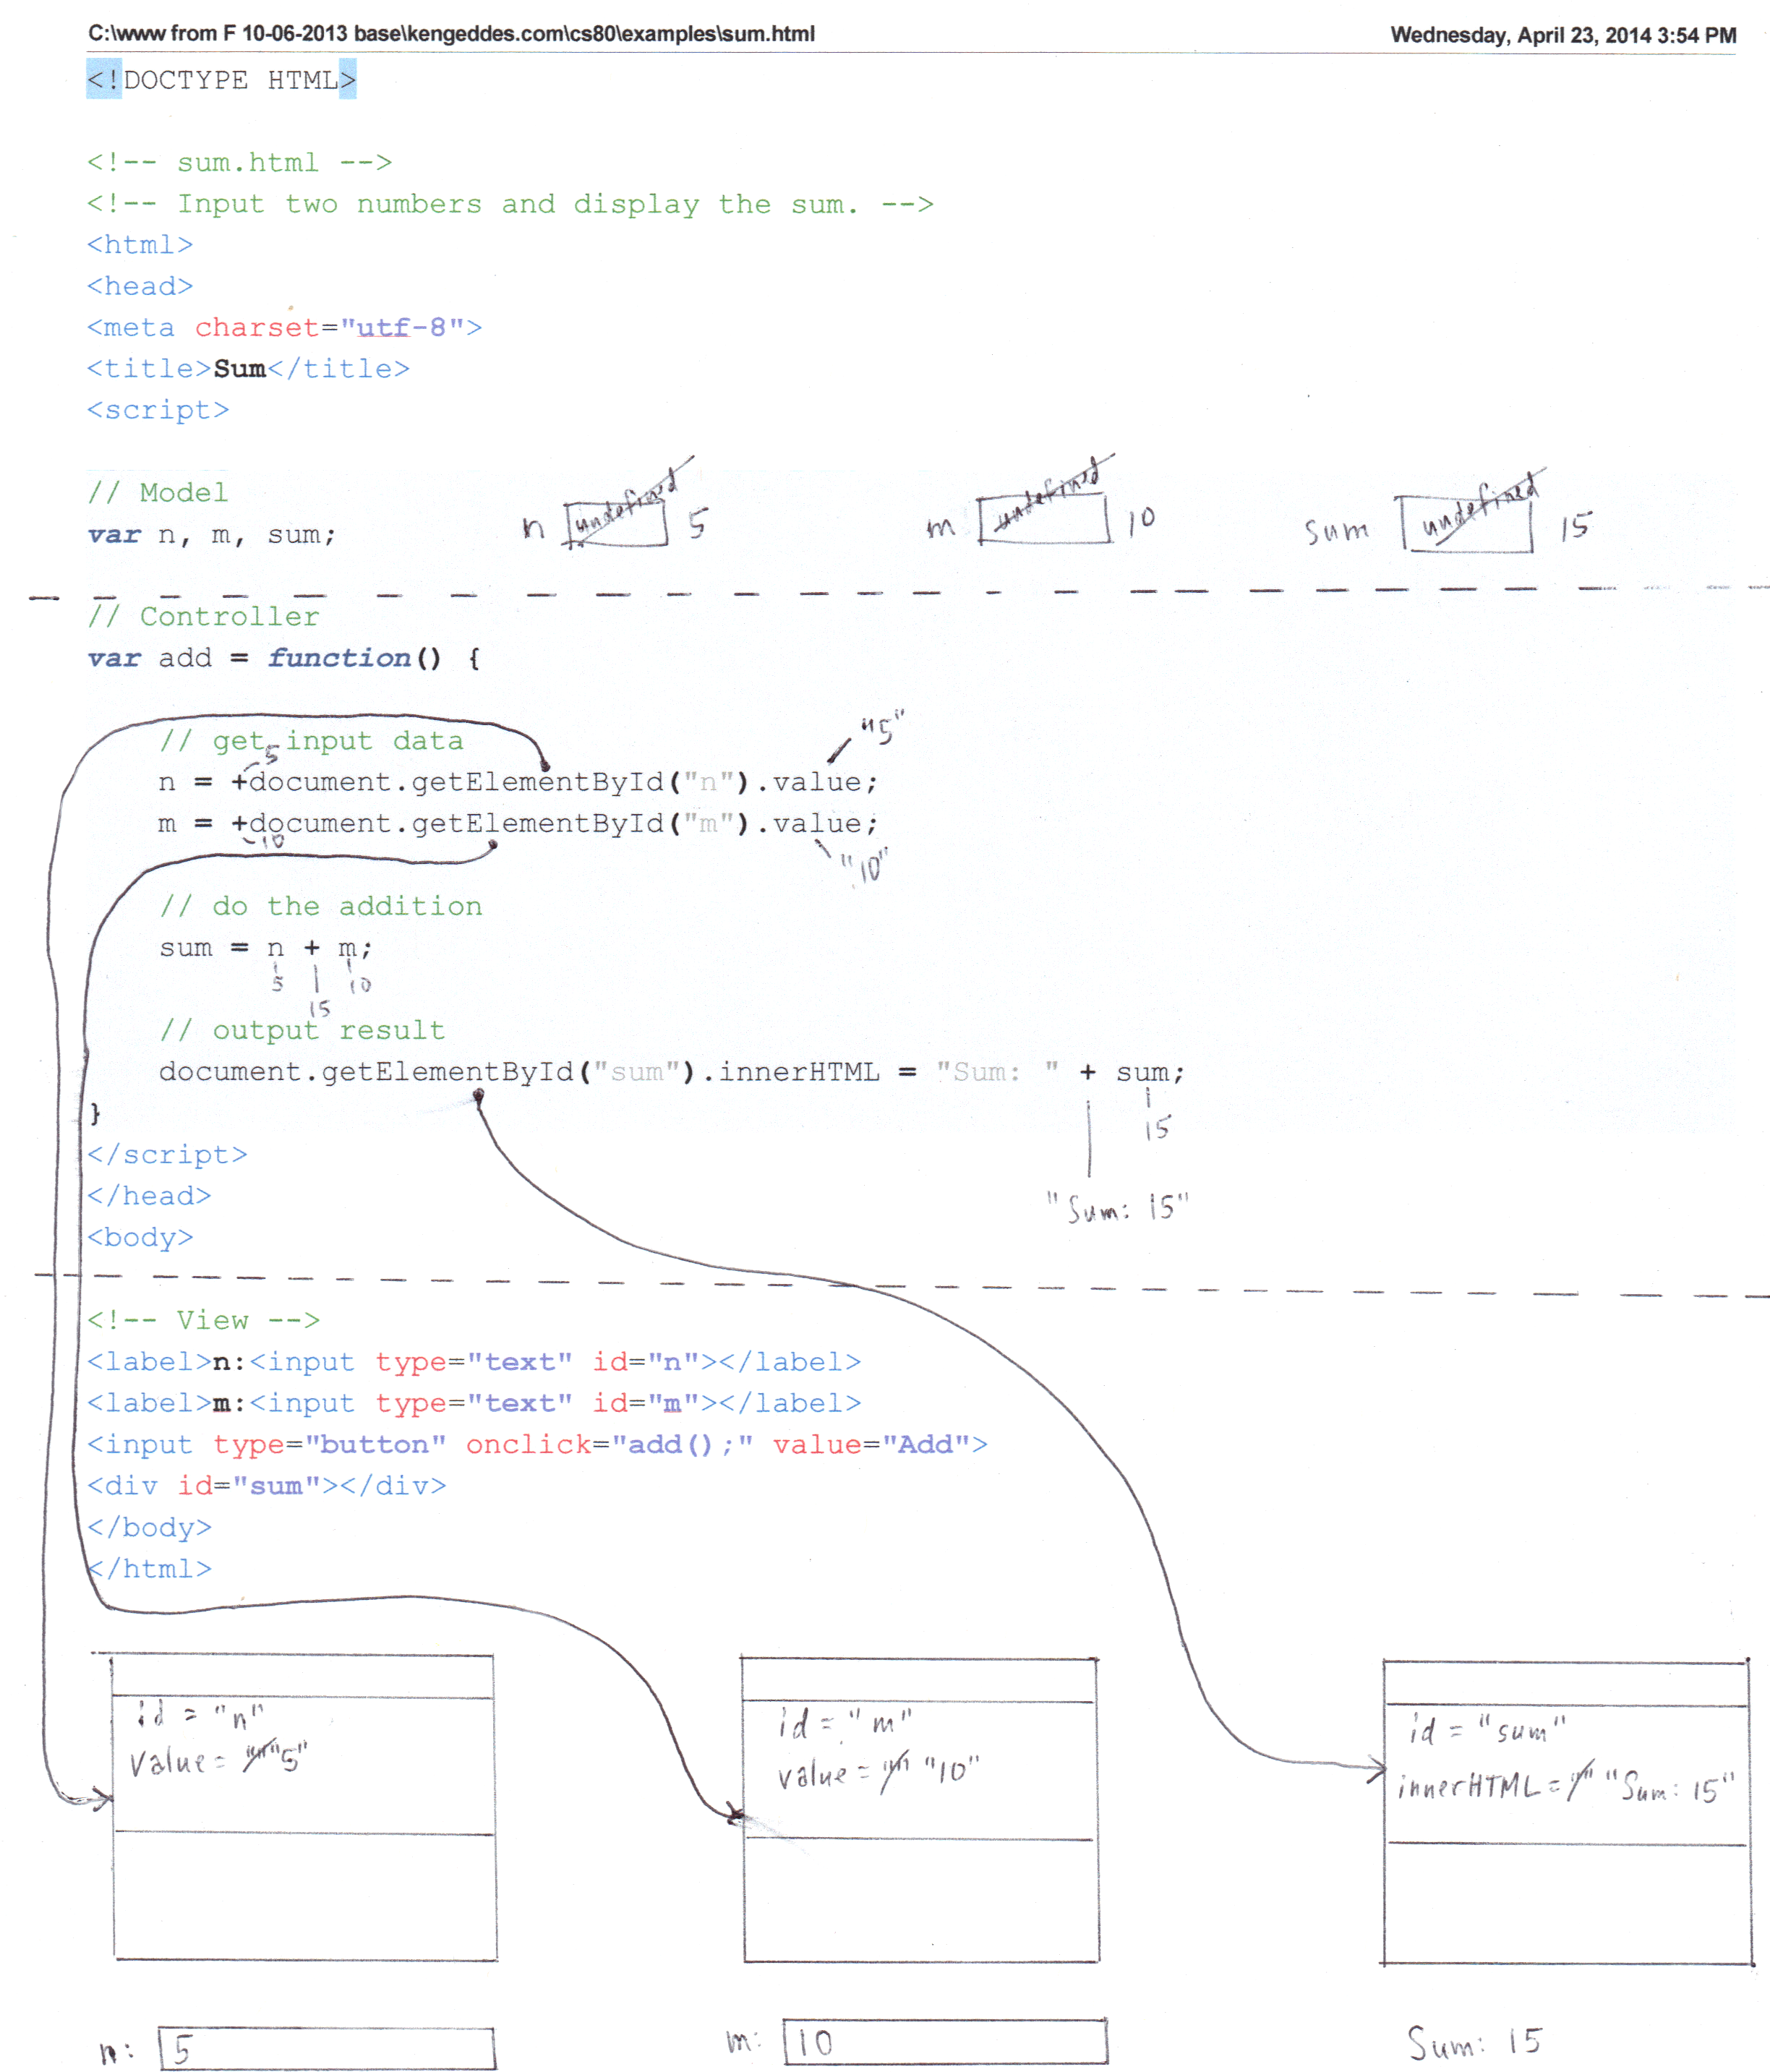 C:\www from F 10-06-2013 base\kengeddes.com\cs80\examples\sum.html Wednesday, April 23, 2014 3:54 PM
<!DOCTYPE HTML>
<!-- sum.html -->
<!-- Input two numbers and display the sum. -->
<html>
<head>
<meta charset="utf-8">
<title>Sum</title>
<script>
// Model
var n, m, sum; n undefined 5 m undefined 10 sum undefined 15
// Controller
var add = function() {
"5"
// get input data
5
n = +document.getElementById("n").value;
m = +document.getElementById("m").value;
10 "10"
// do the addition
sum = n + m;
5 10
15
// output result
document.getElementById("sum").innerHTML = "Sum: " + sum;
}
15
</script>
</head>
"Sum: 15"
<body>
<!-- View -->
<label>n:<input type="text" id="n"></label>
<label>m:<input type="text" id="m"></label>
<input type="button" onclick="add();" value="Add">
<div id="sum"></div>
</body>
</html>
id = "n" id = "m" id = "sum"
value = "" "5" value = "" "10" innerHTML = "" "Sum: 15"
n: 5 m: 10 Sum: 15